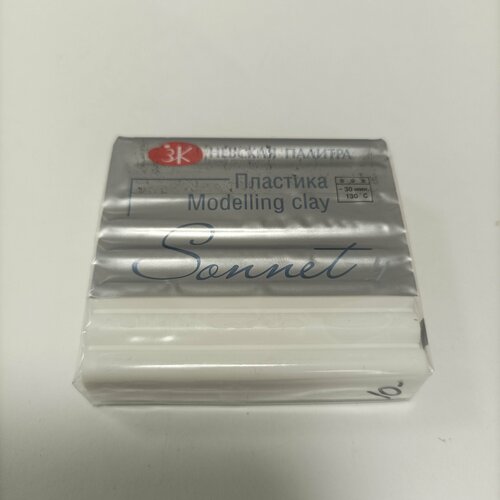 ЗК НЕВСКАЯ ПАЛИТРА
Пластика
~ 30 мин.
130°C
Modelling clay
Sonnet